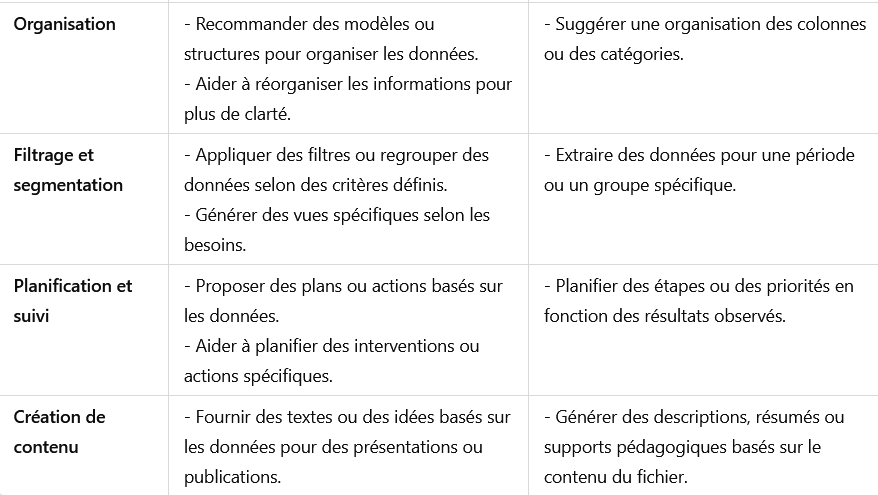 Organisation
- Recommander des modèles ou
structures pour organiser les données.
- Aider à réorganiser les informations pour
plus de clarté.
- Suggérer une organisation des colonnes
ou des catégories.
Filtrage et
segmentation
- Appliquer des filtres ou regrouper des
données selon des critères définis.
- Générer des vues spécifiques selon les
besoins.
- Extraire des données pour une période
ou un groupe spécifique.
Planification et
suivi
- Proposer des plans ou actions basés sur
les données.
- Aider à planifier des interventions ou
actions spécifiques.
- Planifier des étapes ou des priorités en
fonction des résultats observés.
Création de
contenu
- Fournir des textes ou des idées basés sur
les données pour des présentations ou
publications.
- Générer des descriptions, résumés ou
supports pédagogiques basés sur le
contenu du fichier.